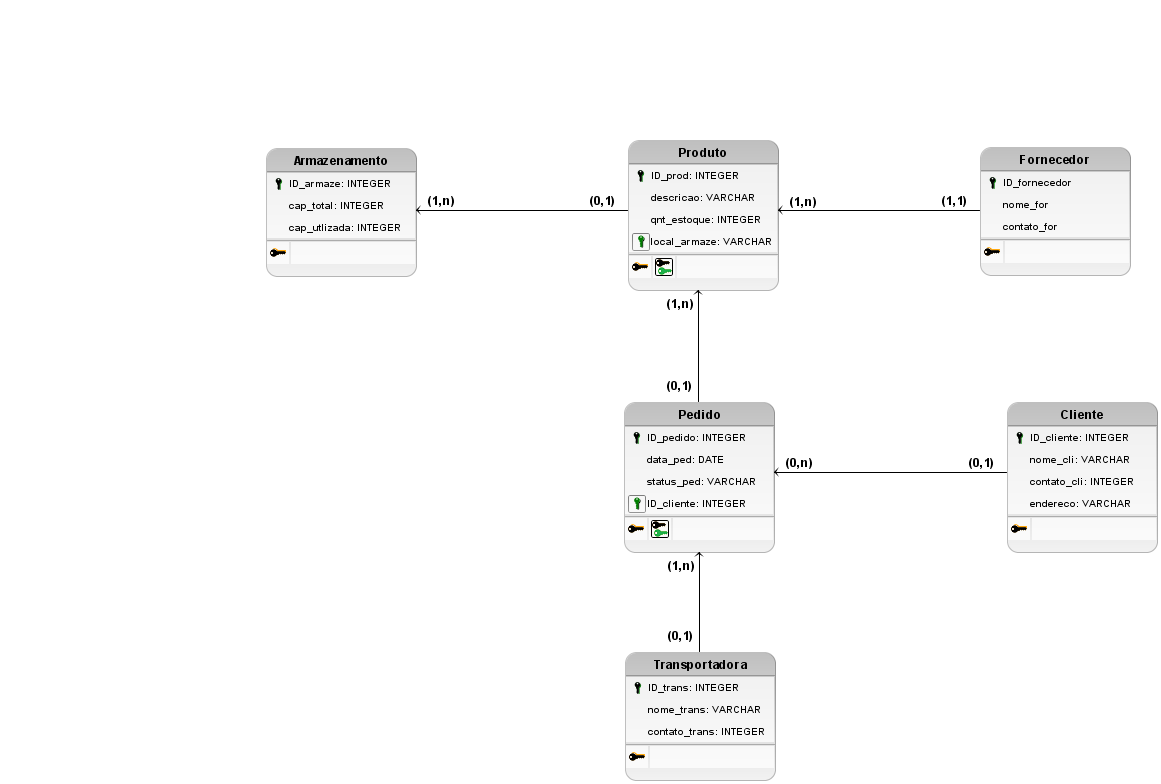 Armazenamento
ID_armaze: INTEGER
cap_total: INTEGER
cap_utlizada: INTEGER
(1,n)
(0,1)
Produto
ID_prod: INTEGER
descricao: VARCHAR
qnt_estoque: INTEGER
local_armaze: VARCHAR
(1,n)
(1,1)
Fornecedor
ID_fornecedor
nome_for
contato_for
(1,n)
(0,1)
Pedido
ID_pedido: INTEGER
data_ped: DATE
status_ped: VARCHAR
ID_cliente: INTEGER
(0,n)
(0,1)
Cliente
ID_cliente: INTEGER
nome_cli: VARCHAR
contato_cli: INTEGER
endereco: VARCHAR
(1,n)
(0,1)
Transportadora
ID_trans: INTEGER
nome_trans: VARCHAR
contato_trans: INTEGER